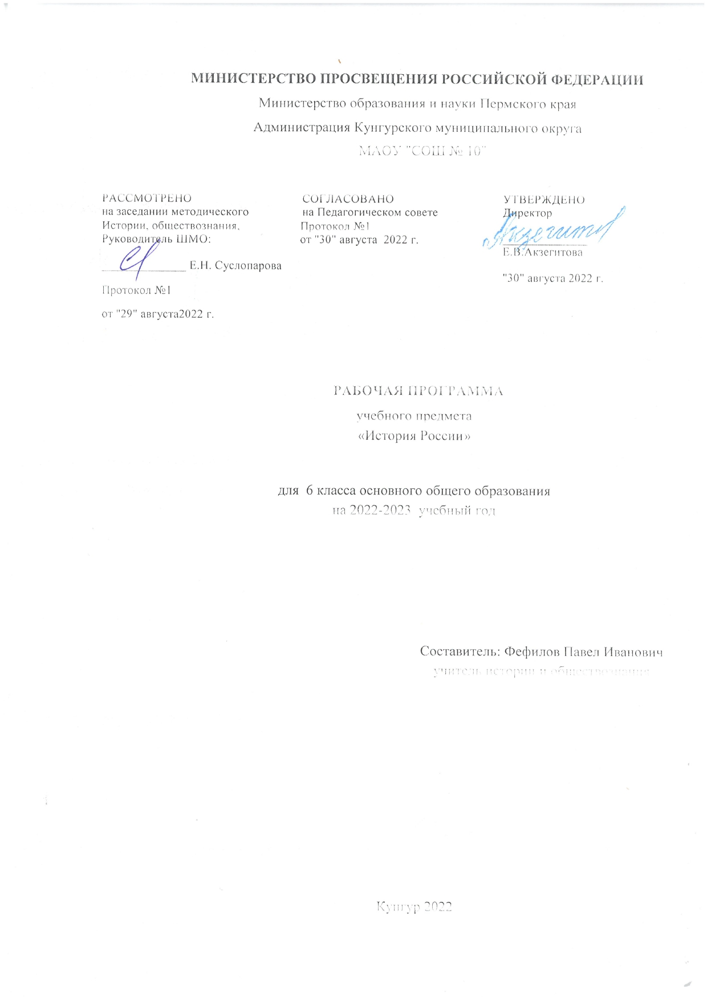 МИНИСТЕРСТВО ПРОСВЕЩЕНИЯ РОССИЙСКОЙ ФЕДЕРАЦИИ
Министерство образования и науки Пермского края
Администрация Кунгурского муниципального округа
МАОУ "СОШ № 10"
РАССМОТРЕНО
на заседании методического
Истории, обществознания,
Руководитель ШМО:
______________ Е.Н. Суслопарова
Протокол №1
от "29" августа2022 г.
СОГЛАСОВАНО
на Педагогическом совете
Протокол №1
от "30" августа 2022 г.
УТВЕРЖДЕНО
Директор
Акзегитова
Е.В.Акзегитова
"30" августа 2022 г.
РАБОЧАЯ ПРОГРАММА
учебного предмета
«История России»
для 6 класса основного общего образования
на 2022-2023 учебный год
Составитель: Фефилов Павел Иванович
учитель истории и обществознания
Кунгур 2022